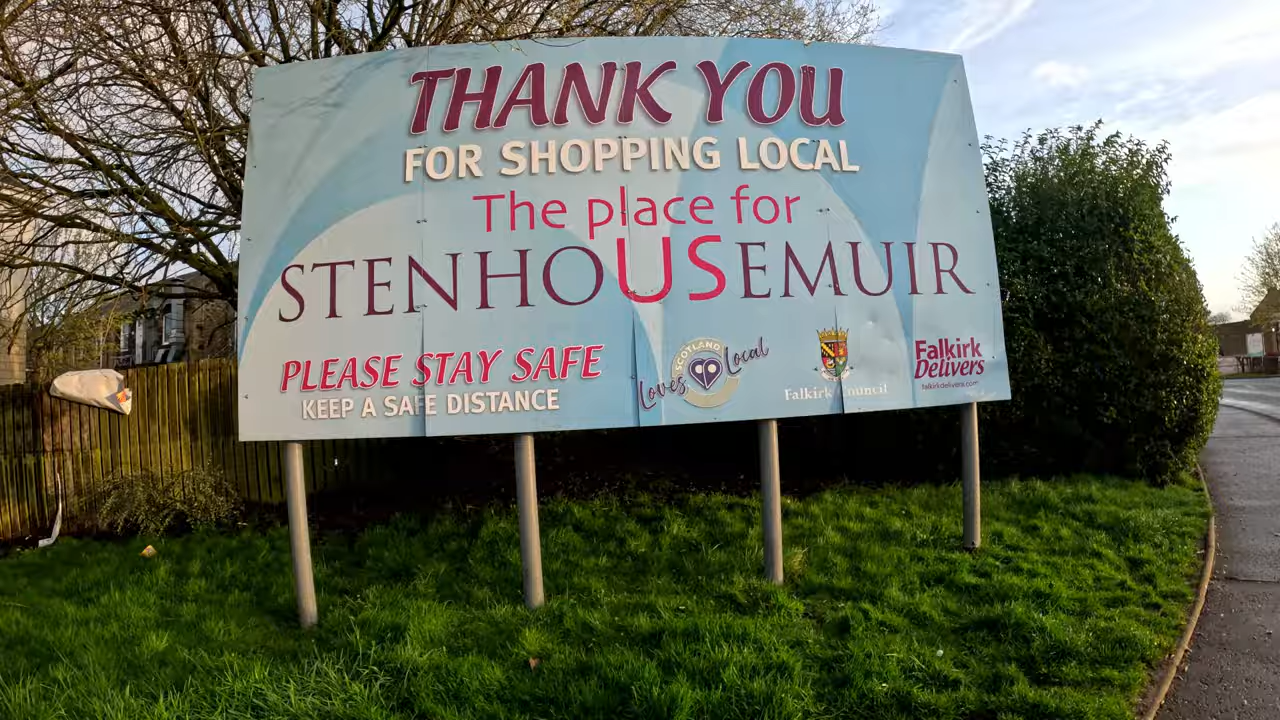 THANK YOU
FOR SHOPPING LOCAL
The place for
STENHOUSEMUIR
PLEASE STAY SAFE
KEEP A SAFE DISTANCE
SCOTLAND
Loves Local
Falkirk Council
Falkirk
Delivers
falkirkdelivers.com